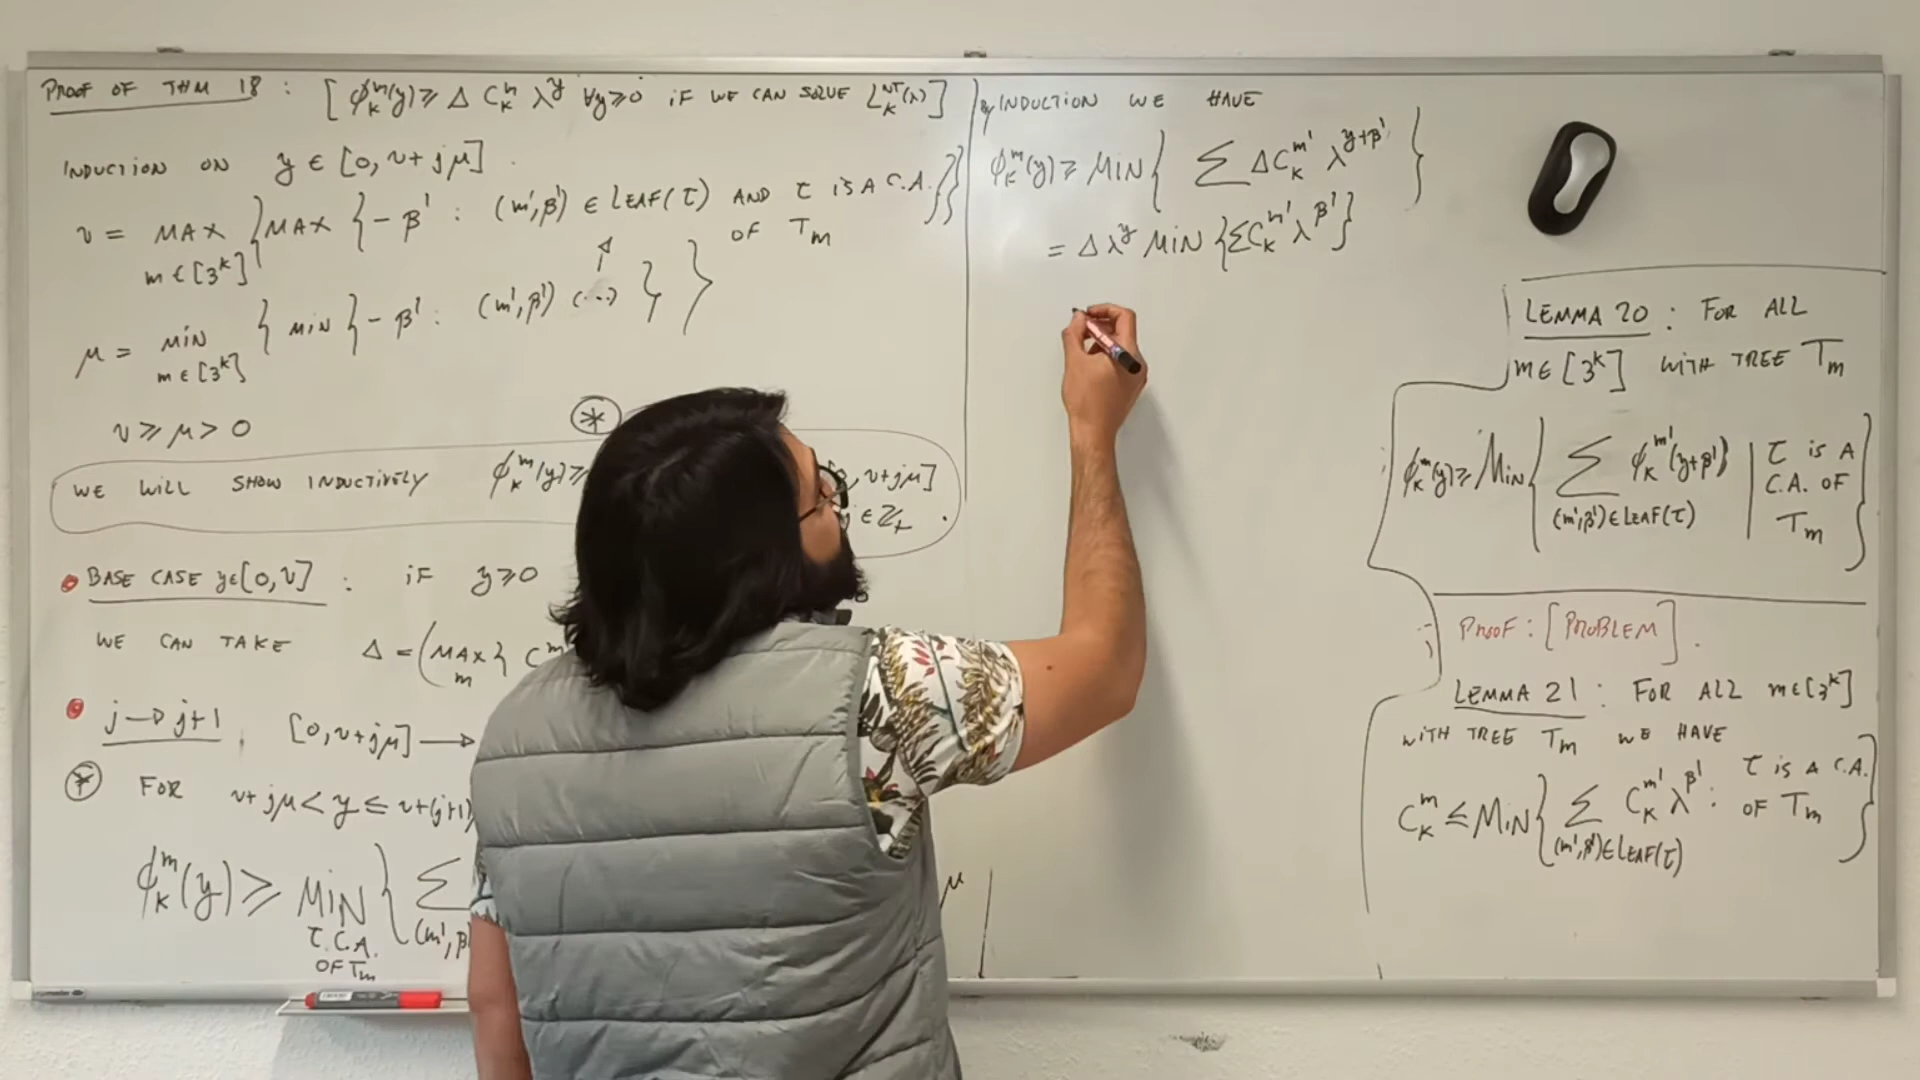 PROOF OF THM 18 : [ φ_k^m(y) ≥ Δ C_k^m λ^y ∀y≥0 IF WE CAN SOLVE L_k^{NT}(λ) ]
INDUCTION ON y ∈ [0, ν + jμ] .
ν = MAX_{m∈[3^k]} { MAX { -β' : (m',β') ∈ LEAF(τ) AND τ IS A C.A. OF T_m }}
μ = MIN_{m∈[3^k]} { MIN { -β' : (m',β') (...) } }
ν ≥ μ > 0
(*)
WE WILL SHOW INDUCTIVELY φ_k^m(y) ≥
, ν+jμ]
j ∈ ℤ_+ .
BASE CASE y∈[0,ν] : IF y≥0
WE CAN TAKE Δ = ( MAX_m { C^m
j → j+1 , [0, ν+jμ] →
(*) FOR ν+jμ < y ≤ ν+(j+1)
φ_k^m(y) ≥ MIN_{τ C.A. OF T_m} { Σ_{(m',β'
μ
By INDUCTION WE HAVE
φ_k^m(y) ≥ MIN { Σ Δ C_k^{m'} λ^{y+β'} }
= Δ λ^y MIN { Σ C_k^{m'} λ^{β'} }
LEMMA 20 : FOR ALL
m ∈ [3^k] WITH TREE T_m
φ_k^m(y) ≥ MIN { Σ_{(m',β')∈LEAF(τ)} φ_k^{m'}(y+β') | τ IS A C.A. OF T_m }
PROOF : [PROBLEM] .
LEMMA 21 : FOR ALL m∈[3^k]
WITH TREE T_m WE HAVE
C_k^m ≤ MIN { Σ_{(m',β')∈LEAF(τ)} C_k^{m'} λ^{β'} : τ IS A C.A. OF T_m }